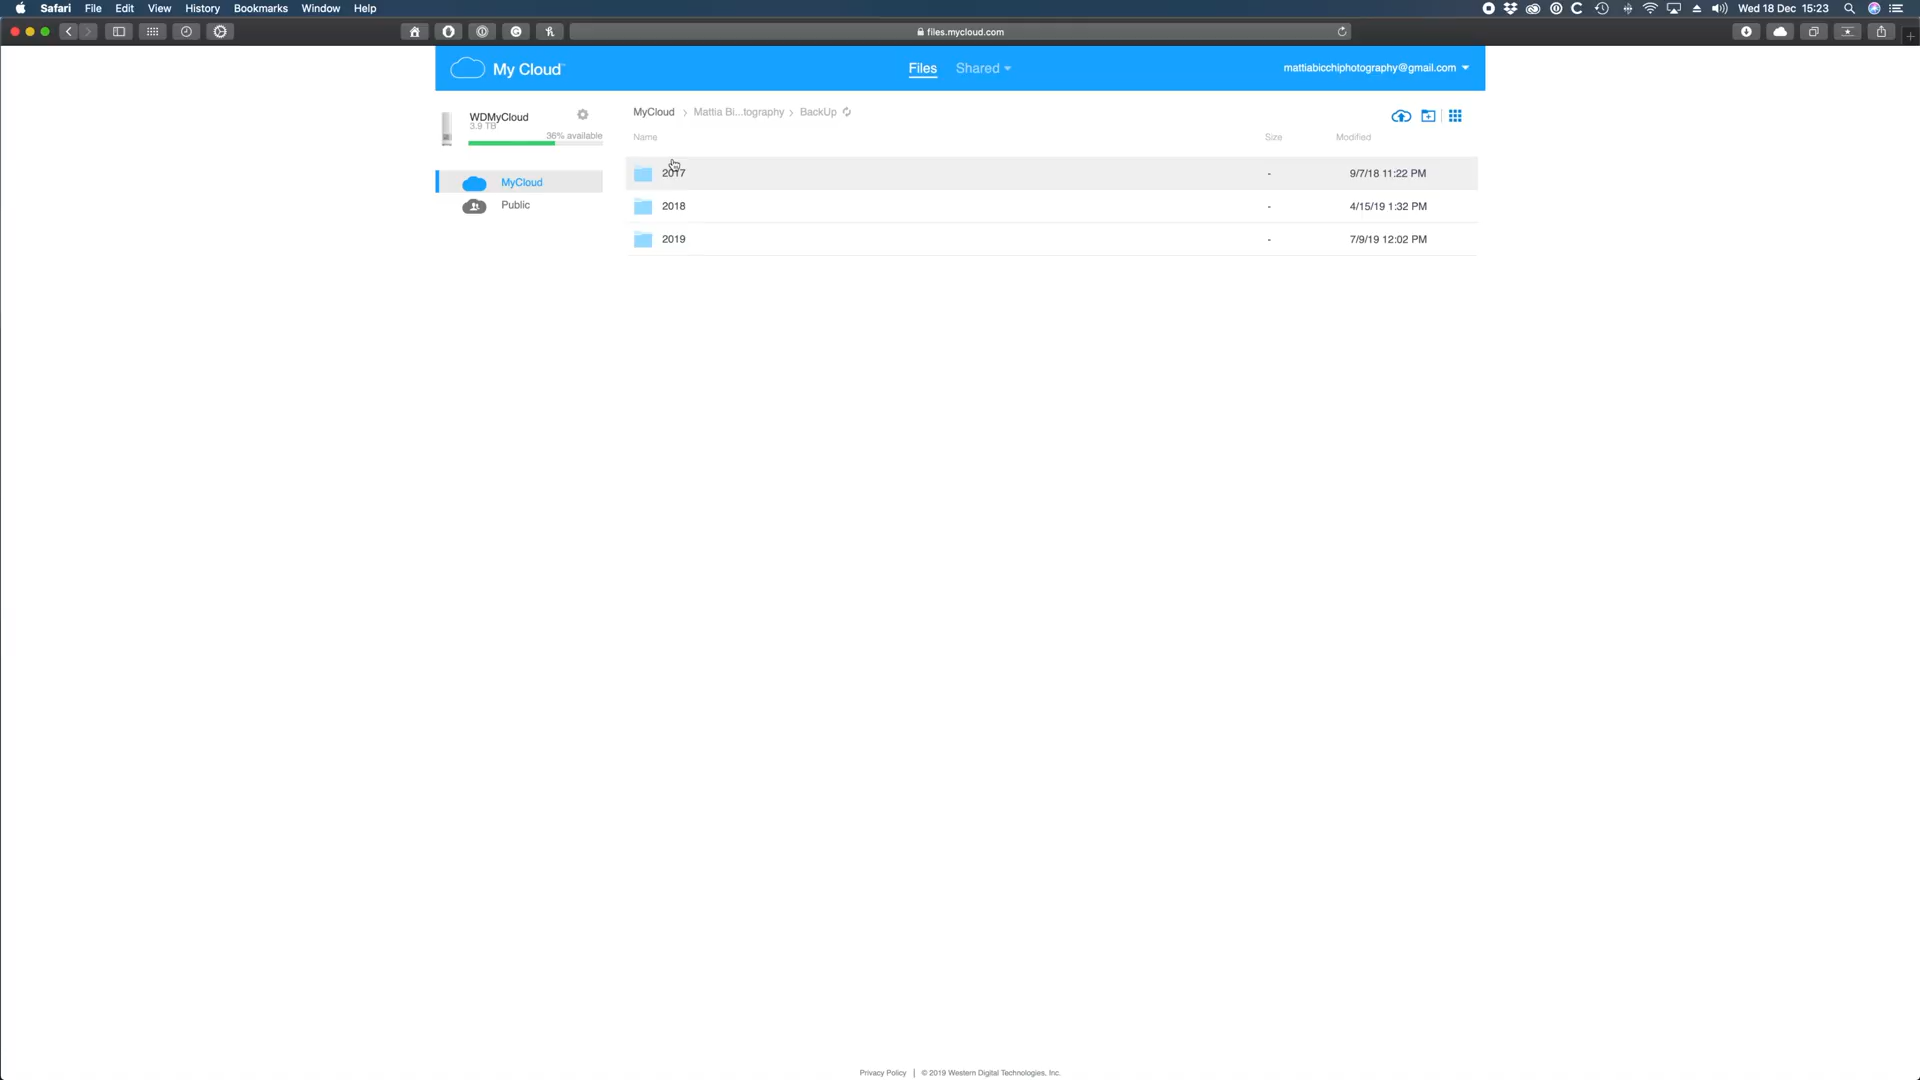 Safari File Edit View History Bookmarks Window Help Wed 18 Dec 15:23
files.mycloud.com
My Cloud™ Files Shared mattiabicchiphotography@gmail.com
WDMyCloud
3.9 TB
36% available
MyCloud
Public
MyCloud > Mattia Bi...tography > BackUp
Name Size Modified
2017 - 9/7/18 11:22 PM
2018 - 4/15/19 1:32 PM
2019 - 7/9/19 12:02 PM
Privacy Policy | © 2019 Western Digital Technologies, Inc.